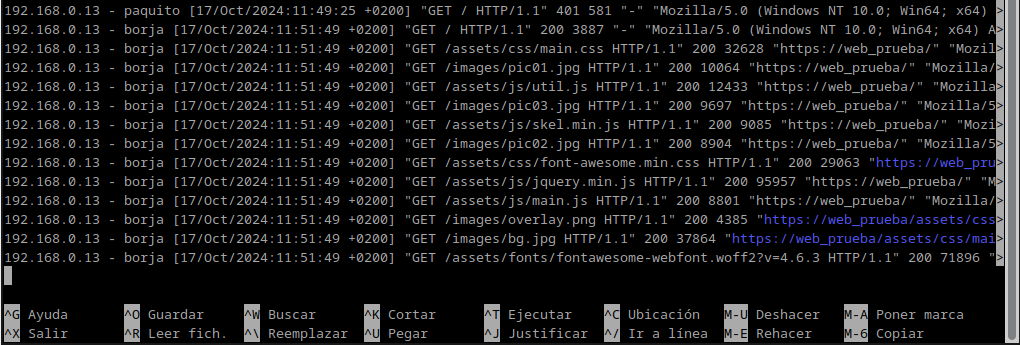 192.168.0.13 - paquito [17/Oct/2024:11:49:25 +0200] "GET / HTTP/1.1" 401 581 "-" "Mozilla/5.0 (Windows NT 10.0; Win64; x64) >
192.168.0.13 - borja [17/Oct/2024:11:51:49 +0200] "GET / HTTP/1.1" 200 3887 "-" "Mozilla/5.0 (Windows NT 10.0; Win64; x64) A>
192.168.0.13 - borja [17/Oct/2024:11:51:49 +0200] "GET /assets/css/main.css HTTP/1.1" 200 32628 "https://web_prueba/" "Mozil>
192.168.0.13 - borja [17/Oct/2024:11:51:49 +0200] "GET /images/pic01.jpg HTTP/1.1" 200 10064 "https://web_prueba/" "Mozilla/>
192.168.0.13 - borja [17/Oct/2024:11:51:49 +0200] "GET /assets/js/util.js HTTP/1.1" 200 12433 "https://web_prueba/" "Mozilla>
192.168.0.13 - borja [17/Oct/2024:11:51:49 +0200] "GET /images/pic03.jpg HTTP/1.1" 200 9697 "https://web_prueba/" "Mozilla/5>
192.168.0.13 - borja [17/Oct/2024:11:51:49 +0200] "GET /assets/js/skel.min.js HTTP/1.1" 200 9085 "https://web_prueba/" "Mozi>
192.168.0.13 - borja [17/Oct/2024:11:51:49 +0200] "GET /images/pic02.jpg HTTP/1.1" 200 8904 "https://web_prueba/" "Mozilla/5>
192.168.0.13 - borja [17/Oct/2024:11:51:49 +0200] "GET /assets/css/font-awesome.min.css HTTP/1.1" 200 29063 "https://web_pru>
192.168.0.13 - borja [17/Oct/2024:11:51:49 +0200] "GET /assets/js/jquery.min.js HTTP/1.1" 200 95957 "https://web_prueba/" "M>
192.168.0.13 - borja [17/Oct/2024:11:51:49 +0200] "GET /assets/js/main.js HTTP/1.1" 200 8801 "https://web_prueba/" "Mozilla/>
192.168.0.13 - borja [17/Oct/2024:11:51:49 +0200] "GET /images/overlay.png HTTP/1.1" 200 4385 "https://web_prueba/assets/css>
192.168.0.13 - borja [17/Oct/2024:11:51:49 +0200] "GET /images/bg.jpg HTTP/1.1" 200 37864 "https://web_prueba/assets/css/mai>
192.168.0.13 - borja [17/Oct/2024:11:51:49 +0200] "GET /assets/fonts/fontawesome-webfont.woff2?v=4.6.3 HTTP/1.1" 200 71896 ">
^G Ayuda ^O Guardar ^W Buscar ^K Cortar ^T Ejecutar ^C Ubicación M-U Deshacer M-A Poner marca
^X Salir ^R Leer fich. ^\ Reemplazar ^U Pegar ^J Justificar ^/ Ir a línea M-E Rehacer M-6 Copiar